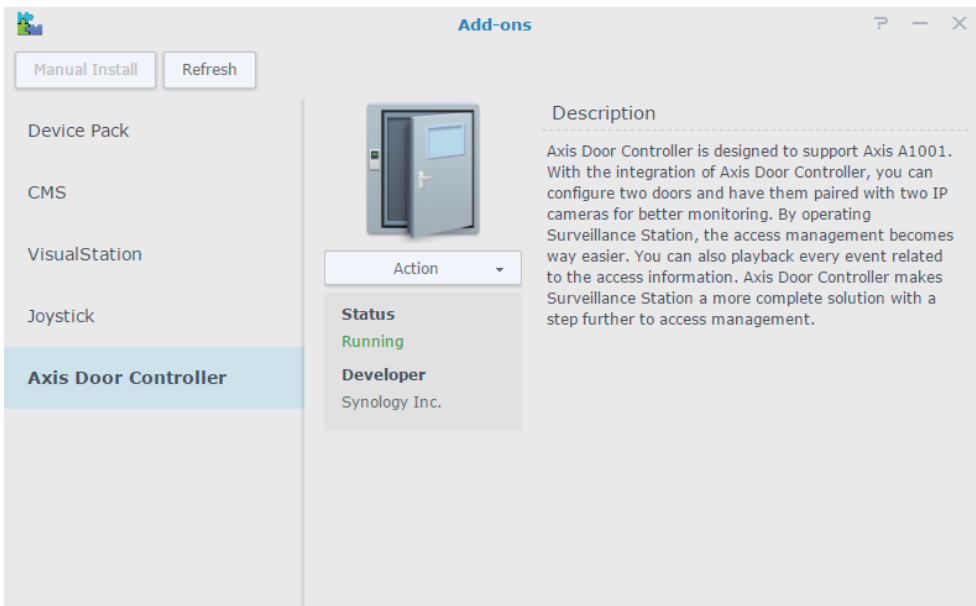 Add-ons
Manual Install
Refresh
Device Pack
CMS
VisualStation
Joystick
Axis Door Controller
Action
Status
Running
Developer
Synology Inc.
Description
Axis Door Controller is designed to support Axis A1001.
With the integration of Axis Door Controller, you can
configure two doors and have them paired with two IP
cameras for better monitoring. By operating
Surveillance Station, the access management becomes
way easier. You can also playback every event related
to the access information. Axis Door Controller makes
Surveillance Station a more complete solution with a
step further to access management.